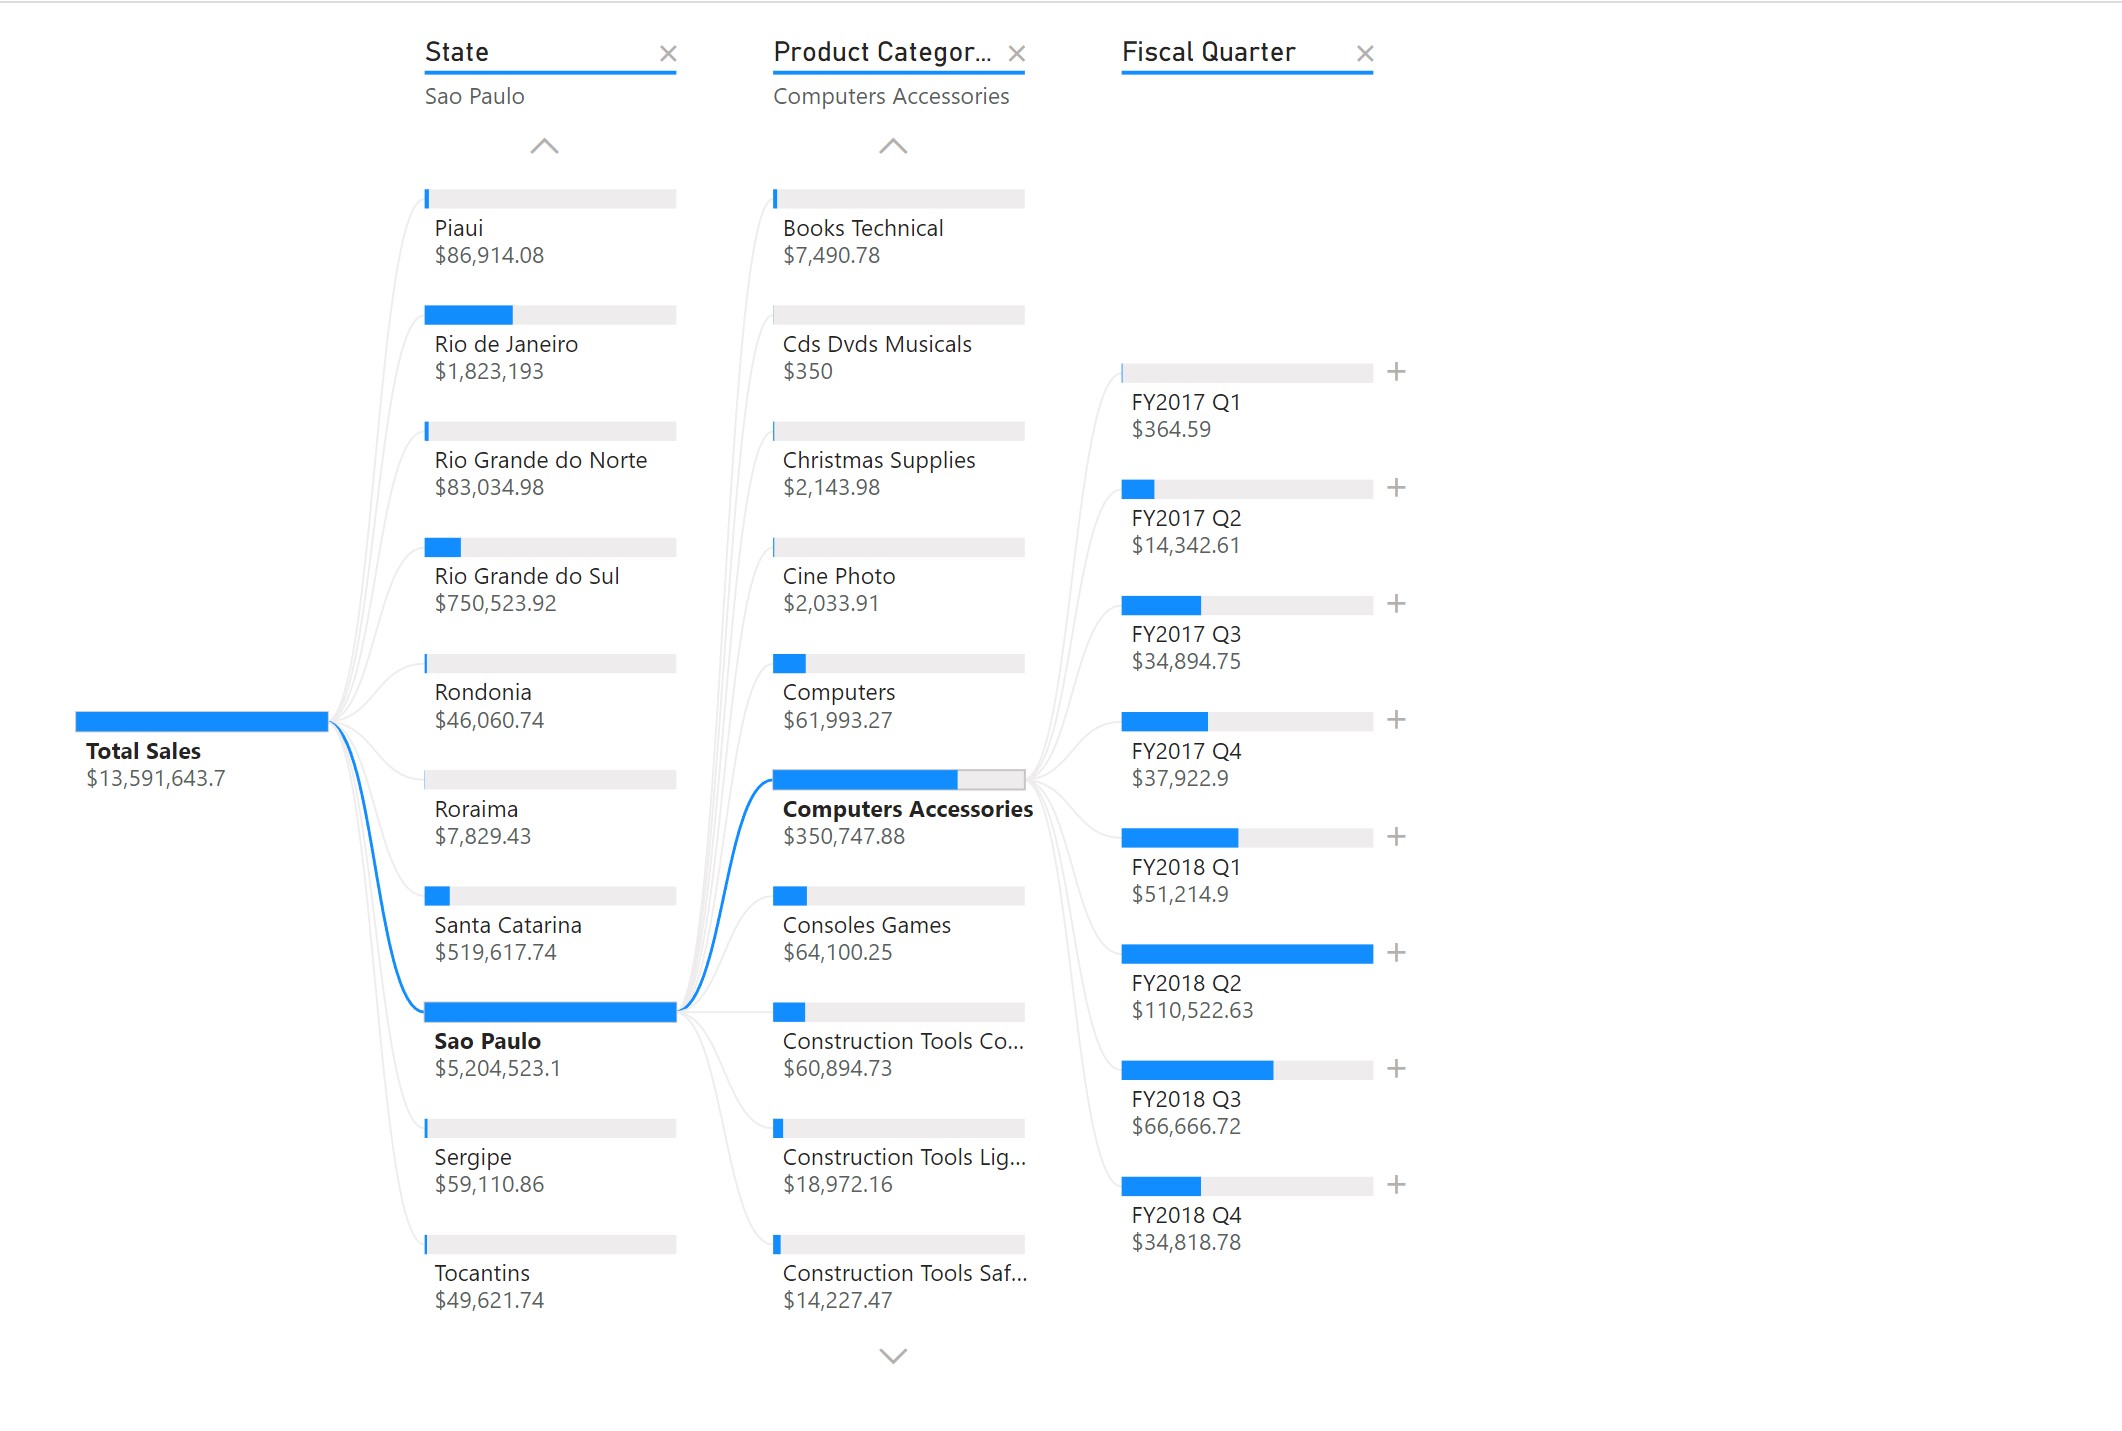 State
Product Categor...
Fiscal Quarter
Sao Paulo
Computers Accessories
Total Sales
$13,591,643.7
Piaui
$86,914.08
Rio de Janeiro
$1,823,193
Rio Grande do Norte
$83,034.98
Rio Grande do Sul
$750,523.92
Rondonia
$46,060.74
Roraima
$7,829.43
Santa Catarina
$519,617.74
Sao Paulo
$5,204,523.1
Sergipe
$59,110.86
Tocantins
$49,621.74
Books Technical
$7,490.78
Cds Dvds Musicals
$350
Christmas Supplies
$2,143.98
Cine Photo
$2,033.91
Computers
$61,993.27
Computers Accessories
$350,747.88
Consoles Games
$64,100.25
Construction Tools Co...
$60,894.73
Construction Tools Lig...
$18,972.16
Construction Tools Saf...
$14,227.47
FY2017 Q1
$364.59
FY2017 Q2
$14,342.61
FY2017 Q3
$34,894.75
FY2017 Q4
$37,922.9
FY2018 Q1
$51,214.9
FY2018 Q2
$110,522.63
FY2018 Q3
$66,666.72
FY2018 Q4
$34,818.78